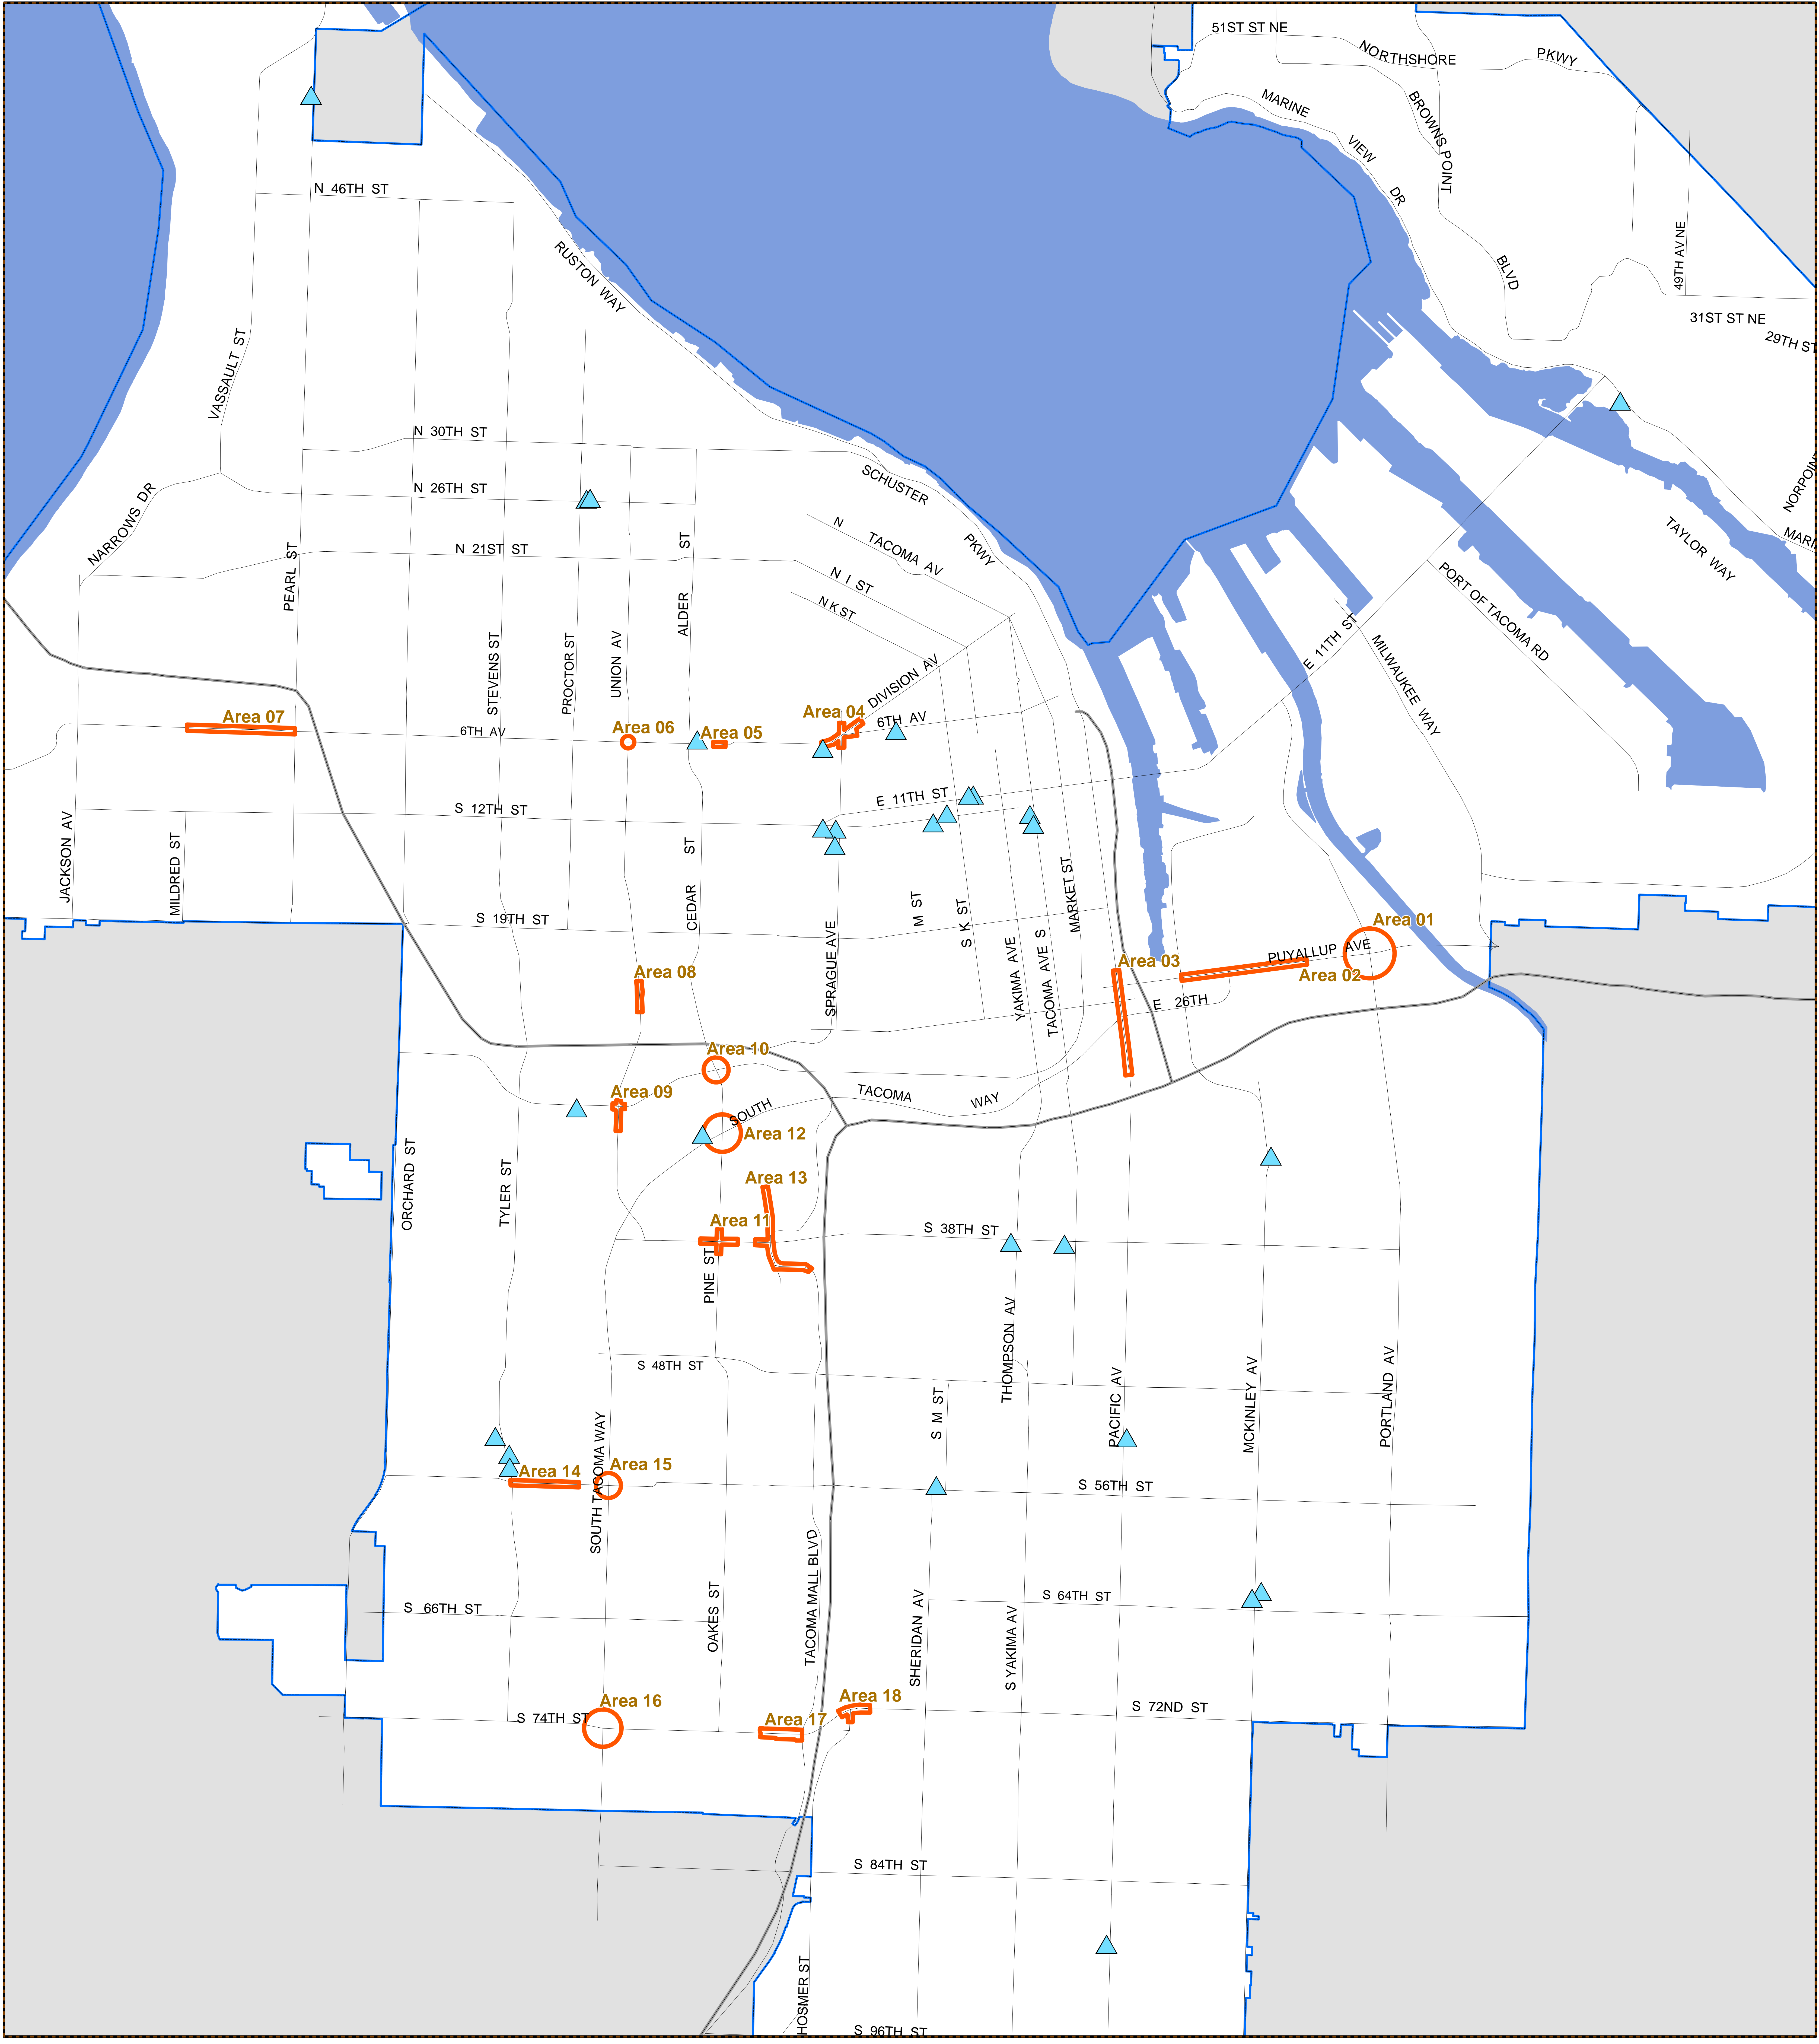 51ST ST NE
NORTHSHORE
PKWY
MARINE
VIEW
DR
BROWNS POINT
BLVD
49TH AV NE
31ST ST NE
29TH ST
N 46TH ST
RUSTON WAY
VASSAULT ST
N 30TH ST
N 26TH ST
SCHUSTER
PKWY
NARROWS DR
N 21ST ST
PEARL ST
ALDER
ST
N
TACOMA AV
N I ST
N K ST
TAYLOR WAY
PORT OF TACOMA RD
E 11TH ST
MILWAUKEE WAY
STEVENS ST
PROCTOR ST
UNION AV
DIVISION AV
Area 07
6TH AV
Area 06
Area 05
Area 04
6TH AV
S 12TH ST
E 11TH ST
JACKSON AV
MILDRED ST
CEDAR
ST
S 19TH ST
SPRAGUE AVE
M ST
S K ST
YAKIMA AVE
TACOMA AVE S
MARKET ST
Area 01
PUYALLUP AVE
Area 02
Area 03
E 26TH
Area 08
Area 10
Area 09
SOUTH
TACOMA
WAY
Area 12
ORCHARD ST
TYLER ST
Area 13
Area 11
S 38TH ST
PINE ST
S 48TH ST
THOMPSON AV
PACIFIC AV
MCKINLEY AV
PORTLAND AV
S M ST
SOUTH TACOMA WAY
Area 14
Area 15
S 56TH ST
TACOMA MALL BLVD
OAKES ST
S 66TH ST
SHERIDAN AV
S YAKIMA AV
S 64TH ST
Area 16
S 74TH ST
Area 17
Area 18
S 72ND ST
S 84TH ST
HOSMER ST
S 96TH ST